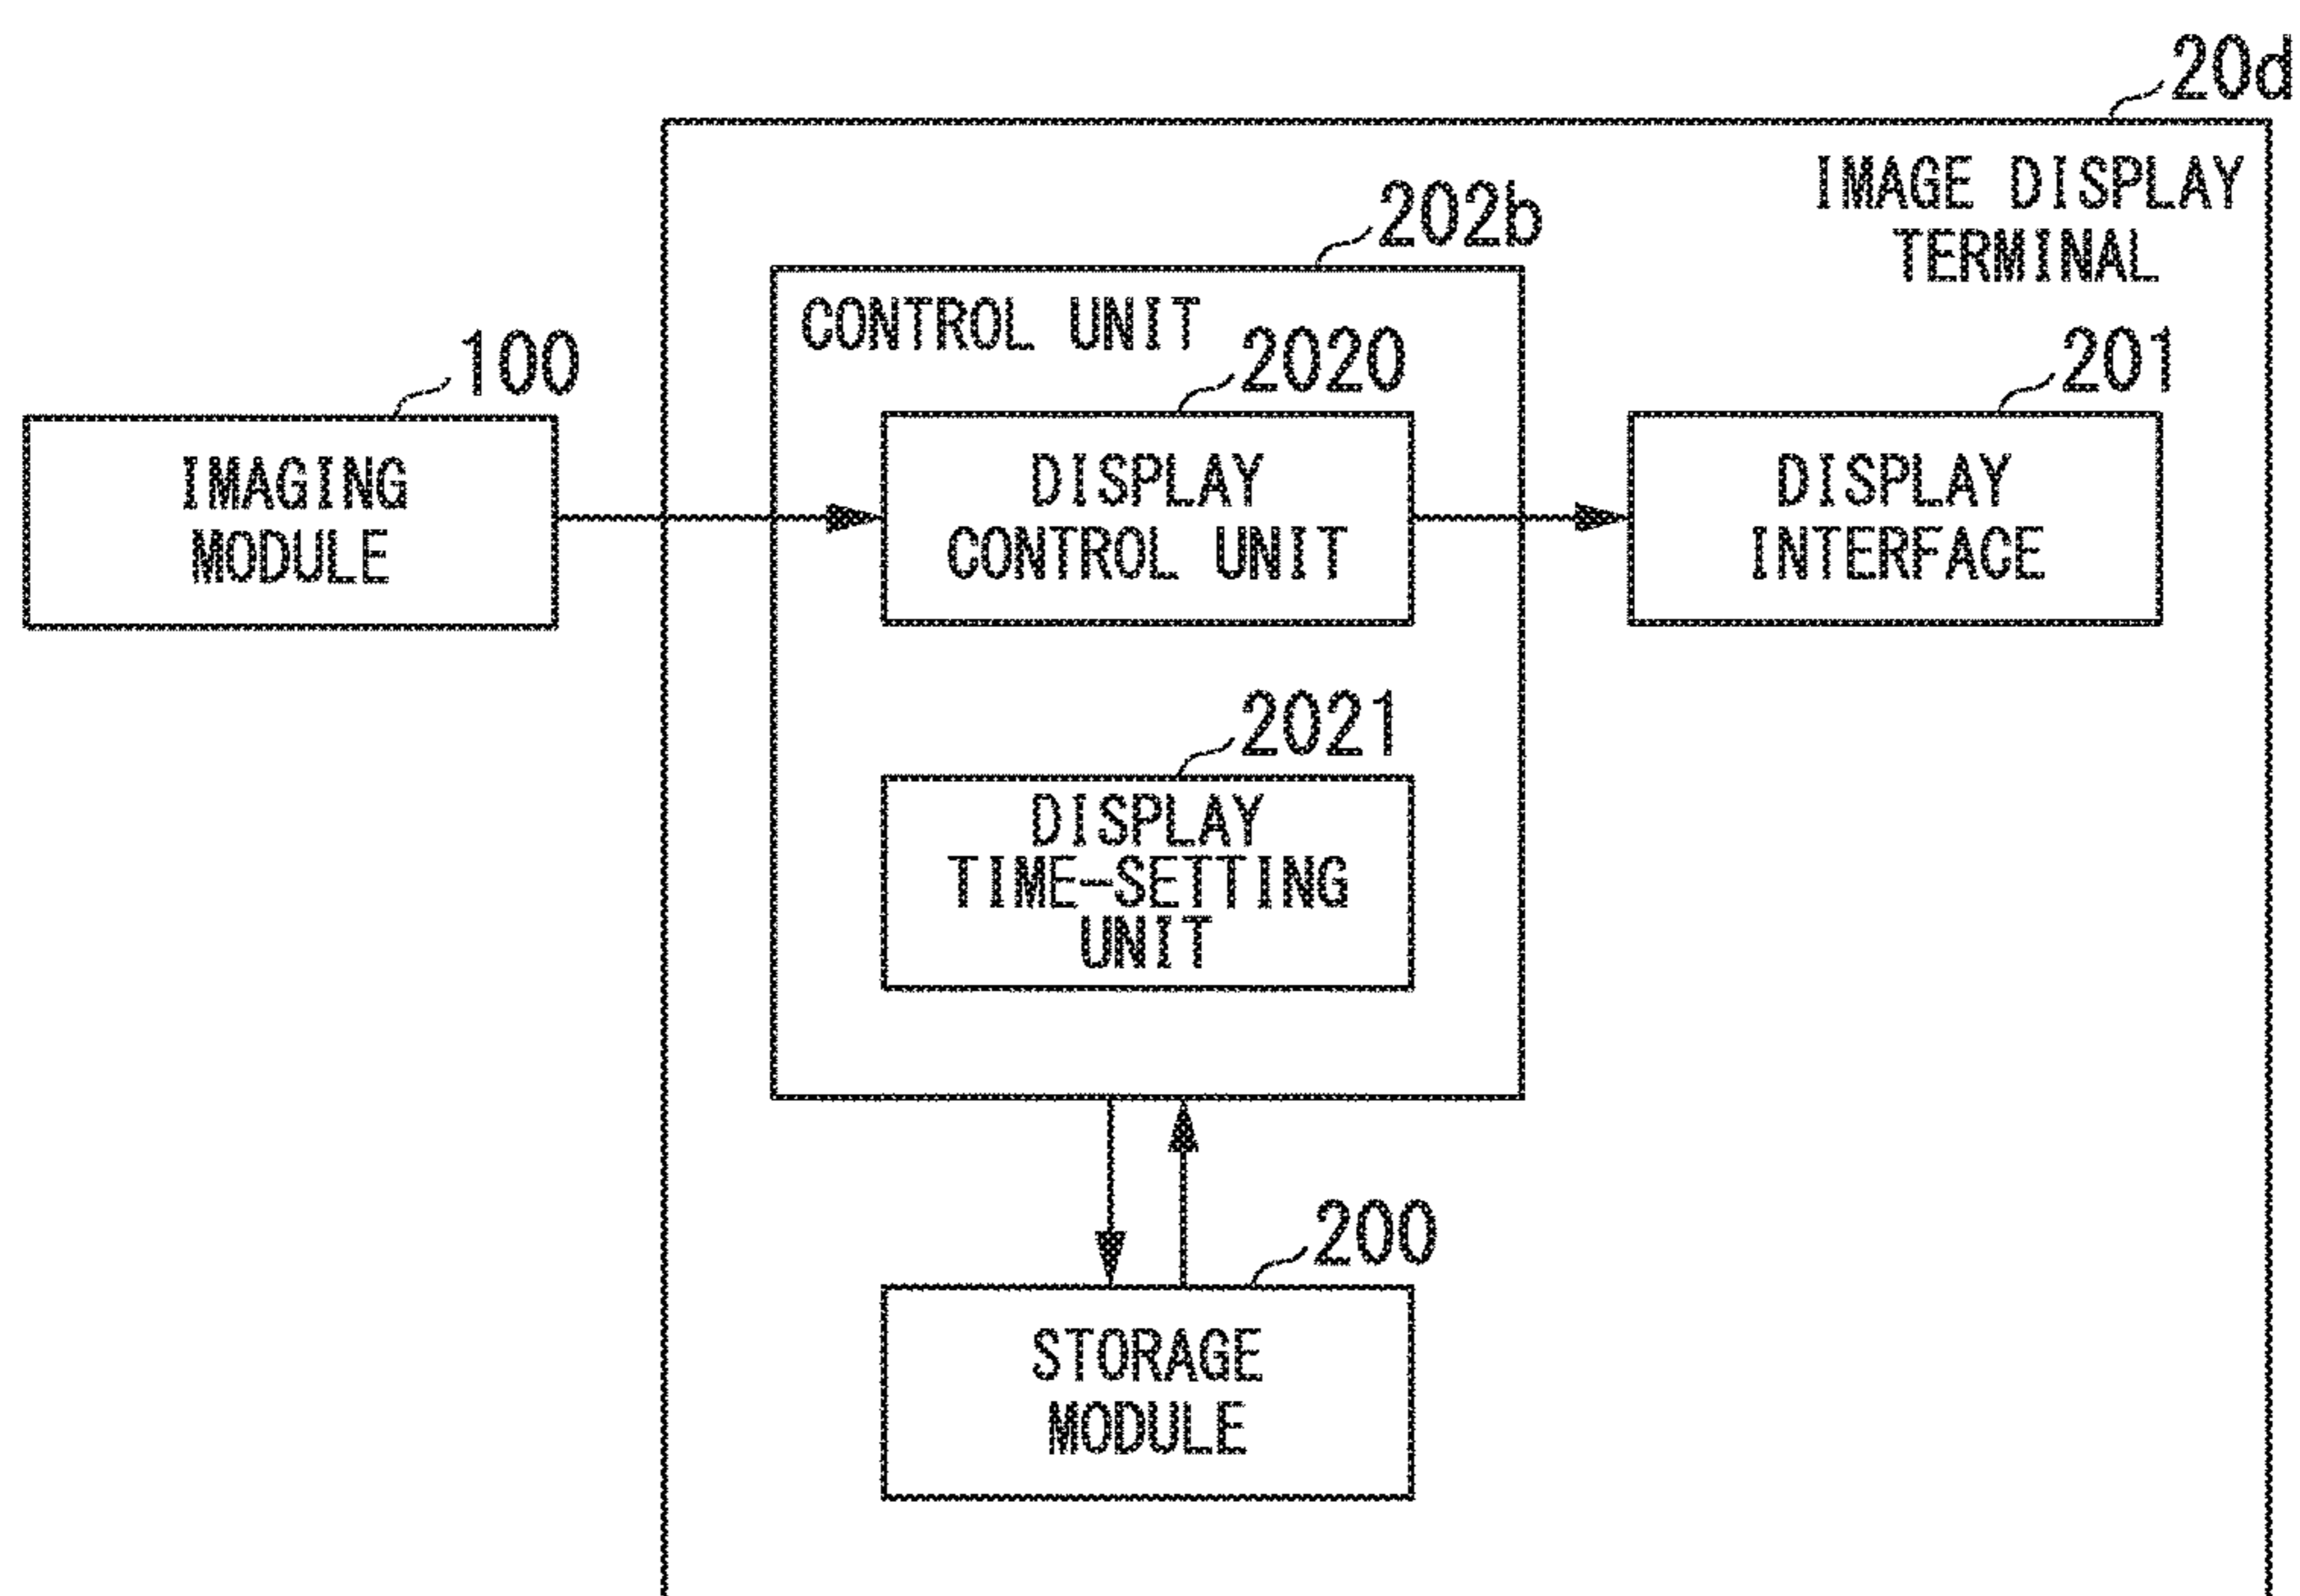 20d
IMAGE DISPLAY
TERMINAL
202b
CONTROL UNIT
100
2020
201
IMAGING
MODULE
DISPLAY
CONTROL UNIT
DISPLAY
INTERFACE
2021
DISPLAY
TIME-SETTING
UNIT
200
STORAGE
MODULE